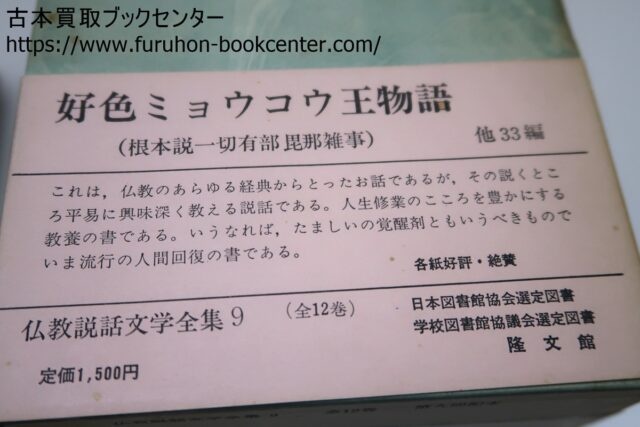 古本買取ブックセンター
https://www.furuhon-bookcenter.com/
好色ミョウコウ王物語
(根本説一切有部毘那雑事)
他33編
これは，仏教のあらゆる経典からとったお話であるが，その説くとこ
ろ平易に興味深く教える説話である。人生修業のこころを豊かにする
教養の書である。いうなれば，たましいの覚醒剤ともいうべきもので
いま流行の人間回復の書である。
各紙好評・絶賛
仏教説話文学全集9
(全12巻)
日本図書館協会選定図書
学校図書館協議会選定図書
隆文館
定価1,500円